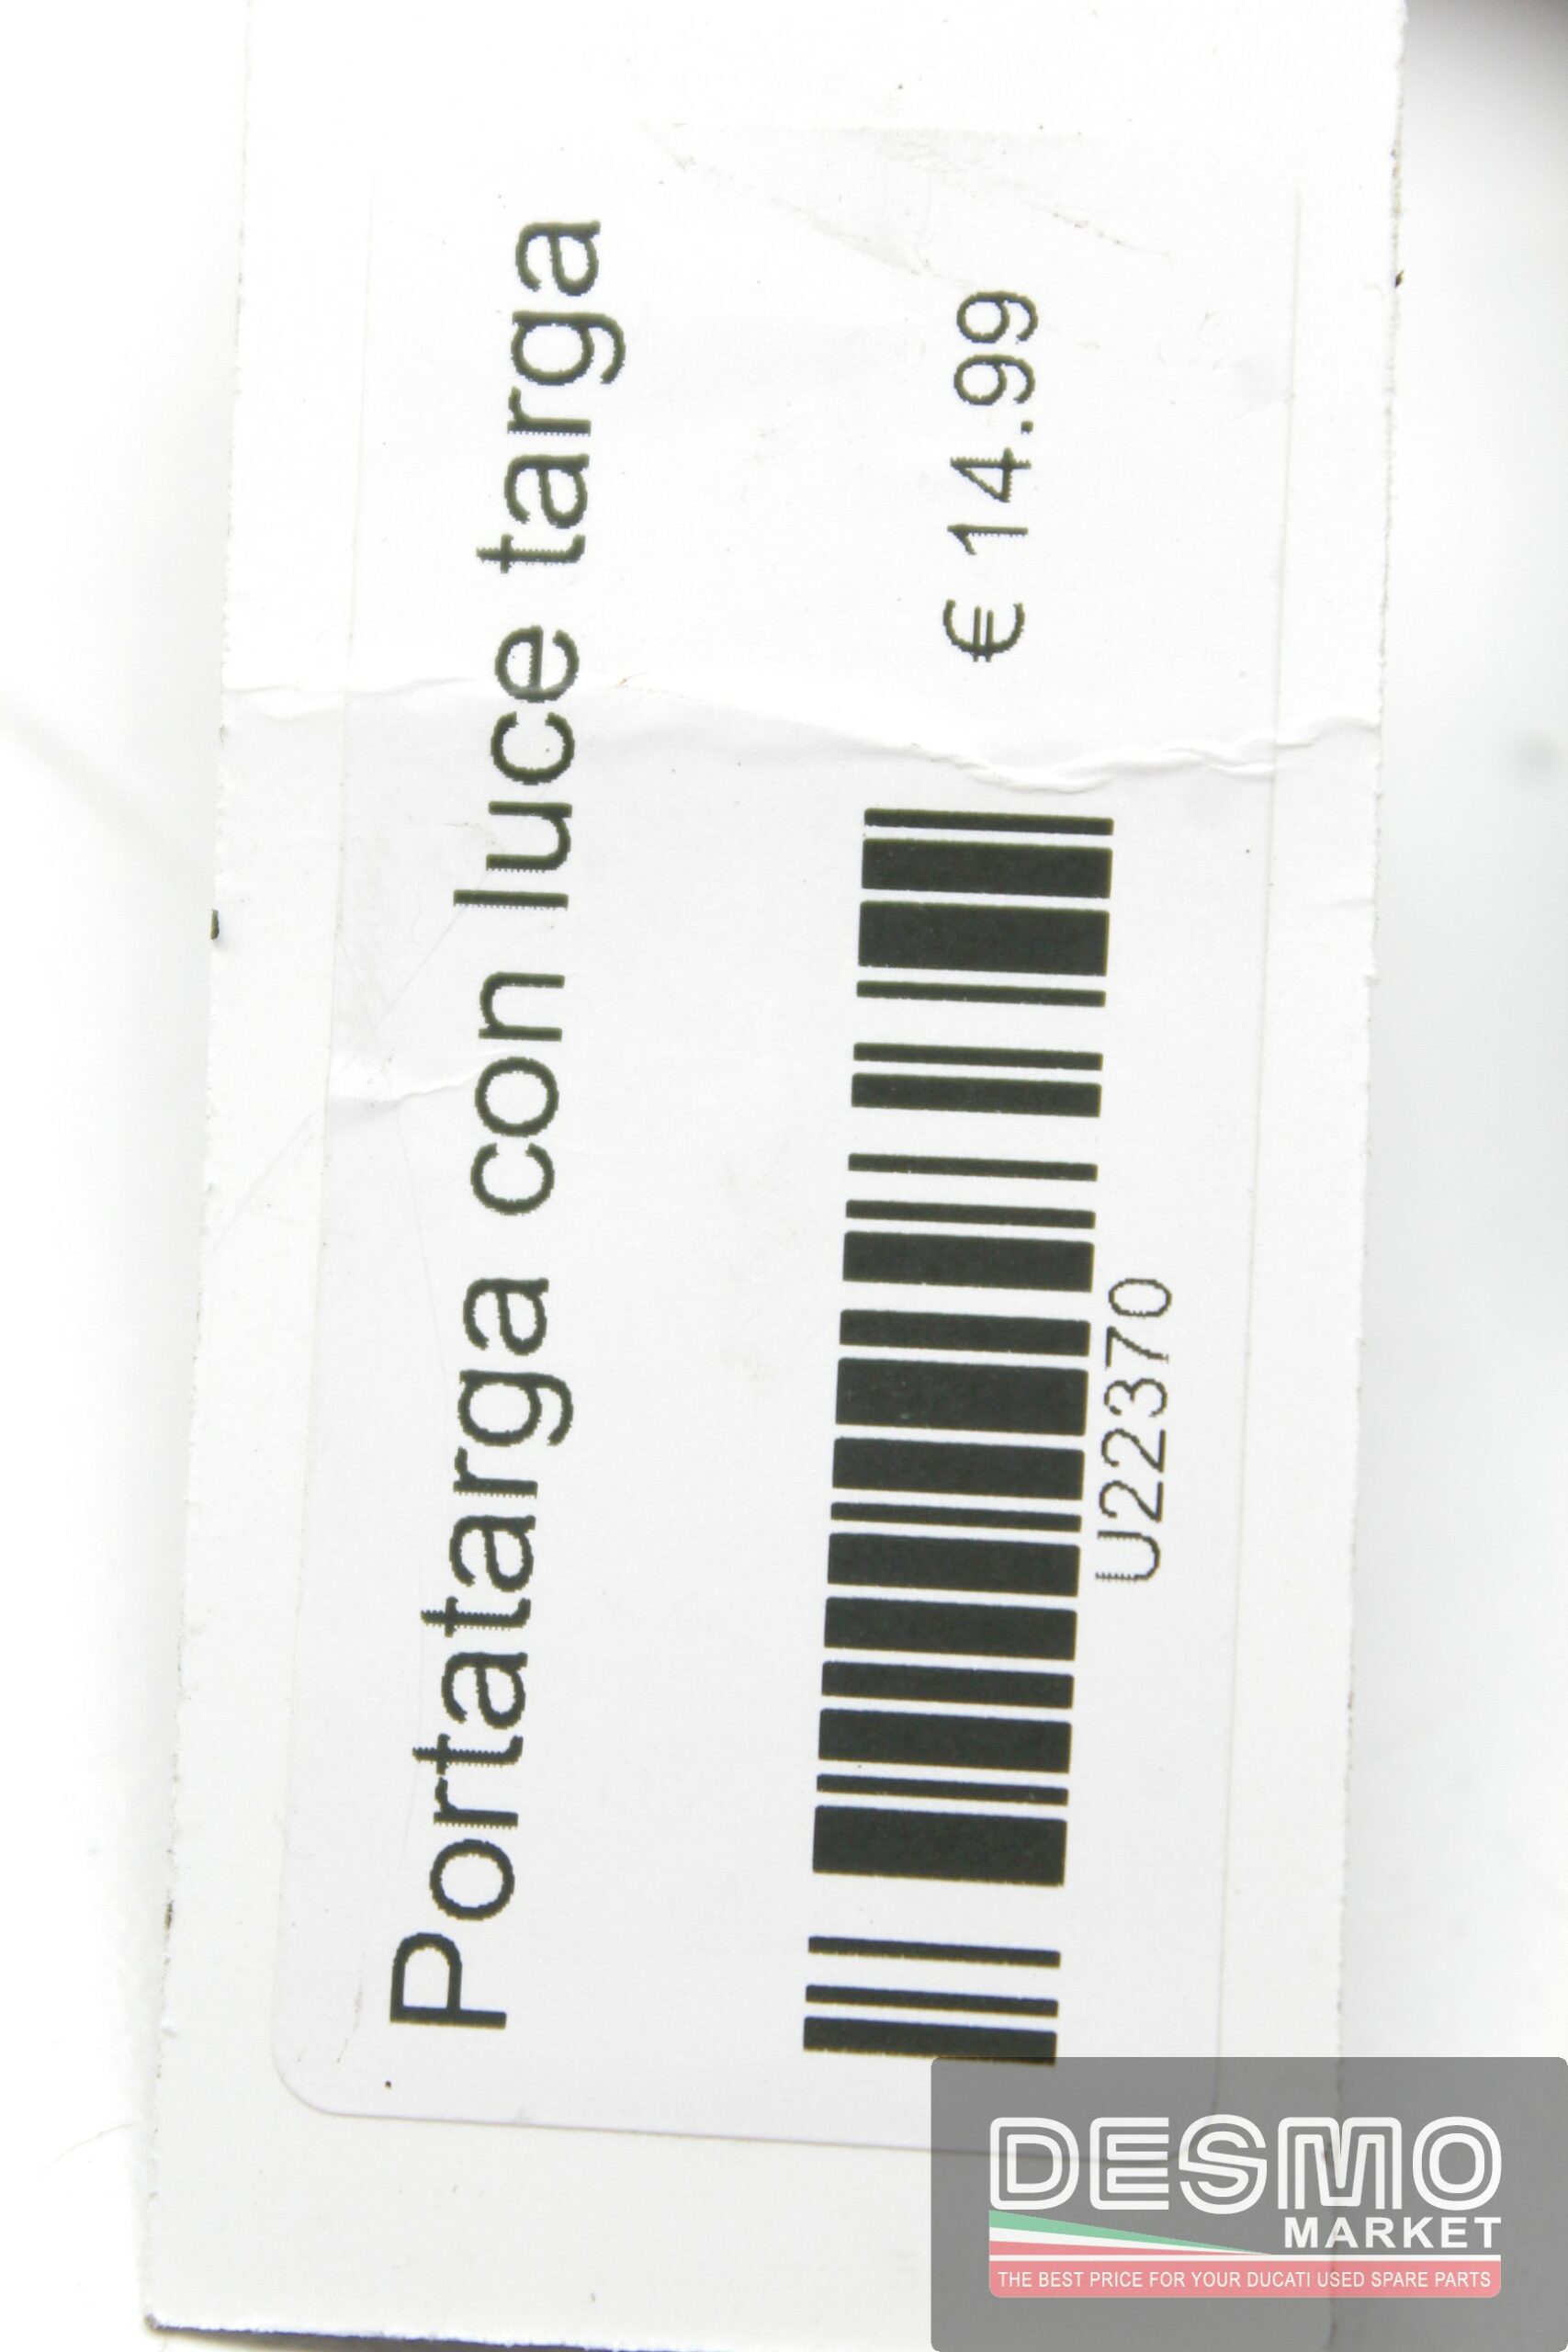 Portatarga con luce targa
€ 14.99
U22370
DESMO
MARKET
THE BEST PRICE FOR YOUR DUCATI USED SPARE PARTS